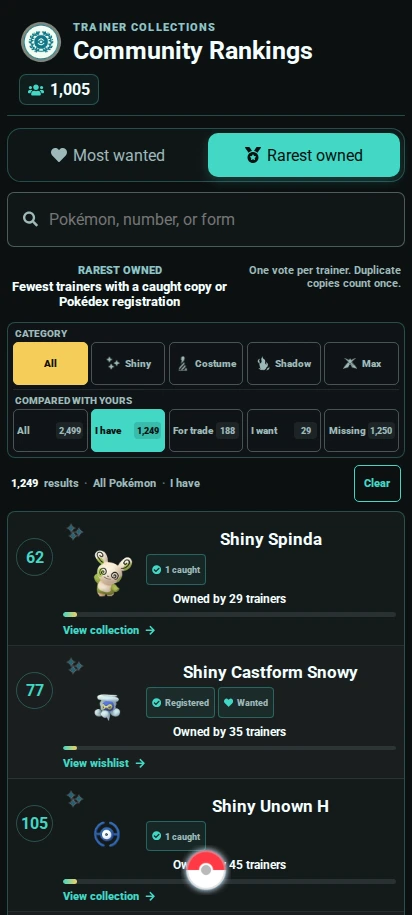 TRAINER COLLECTIONS
Community Rankings
1,005
Most wanted
Rarest owned
Pokémon, number, or form
RAREST OWNED
Fewest trainers with a caught copy or
Pokédex registration
One vote per trainer. Duplicate
copies count once.
CATEGORY
All
Shiny
Costume
Shadow
Max
COMPARED WITH YOURS
All 2,499
I have 1,249
For trade 188
I want 29
Missing 1,250
1,249 results · All Pokémon · I have
Clear
62
Shiny Spinda
1 caught
Owned by 29 trainers
View collection →
77
Shiny Castform Snowy
Registered
Wanted
Owned by 35 trainers
View wishlist →
105
Shiny Unown H
1 caught
45 trainers
View collection →